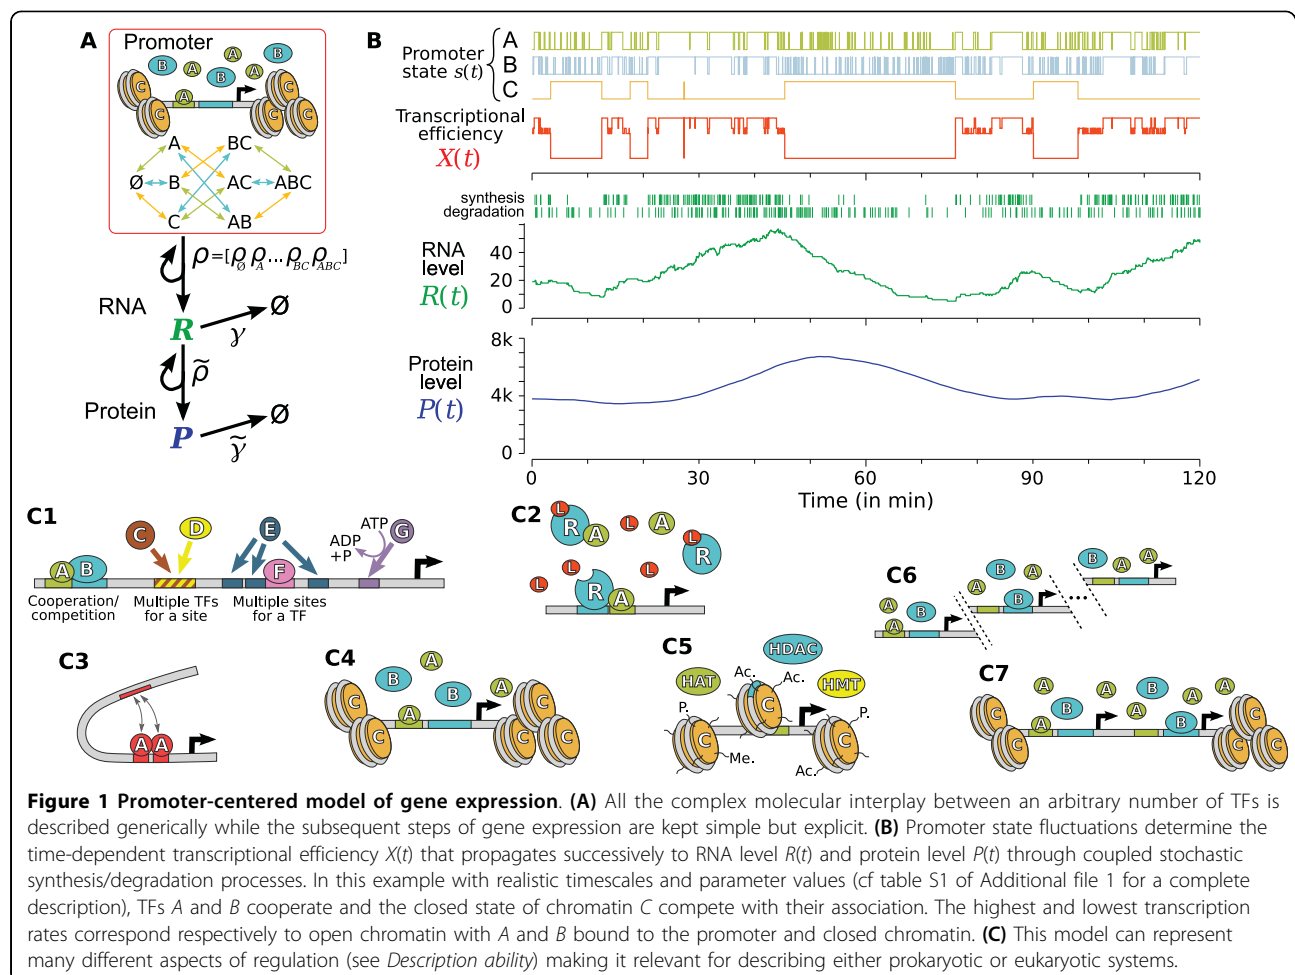 A
Promoter
B
A
B
A
A
B
A
A
C
C
C
C
C
A
BC
Ø
B
AC
ABC
C
AB
ρ=[ρØ ρA ... ρBC ρABC]
RNA
R
γ
Ø
ρ̃
Protein
P
γ̃
Ø
B
Promoter
state s(t)
A
B
C
Transcriptional
efficiency
X(t)
synthesis
degradation
RNA
level
R(t)
40
20
0
Protein
level
P(t)
8k
4k
0
0
30
60
90
120
Time (in min)
C1
A
B
C
D
E
F
G
ATP
ADP
+P
Cooperation/
competition
Multiple TFs
for a site
Multiple sites
for a TF
C2
L
R
A
L
A
L
R
L
L
L
R
A
C3
A
A
C4
B
A
B
A
A
C
C
C
C
C
C5
HAT
HDAC
HMT
Ac.
Ac.
P.
P.
Me.
Ac.
C
C
C
C6
A
B
A
A
B
A
A
B
B
A
A
...
C7
A
B
A
A
B
A
A
A
B
C
C
C
C
C
Figure 1 Promoter-centered model of gene expression. (A) All the complex molecular interplay between an arbitrary number of TFs is
described generically while the subsequent steps of gene expression are kept simple but explicit. (B) Promoter state fluctuations determine the
time-dependent transcriptional efficiency X(t) that propagates successively to RNA level R(t) and protein level P(t) through coupled stochastic
synthesis/degradation processes. In this example with realistic timescales and parameter values (cf table S1 of Additional file 1 for a complete
description), TFs A and B cooperate and the closed state of chromatin C compete with their association. The highest and lowest transcription
rates correspond respectively to open chromatin with A and B bound to the promoter and closed chromatin. (C) This model can represent
many different aspects of regulation (see Description ability) making it relevant for describing either prokaryotic or eukaryotic systems.